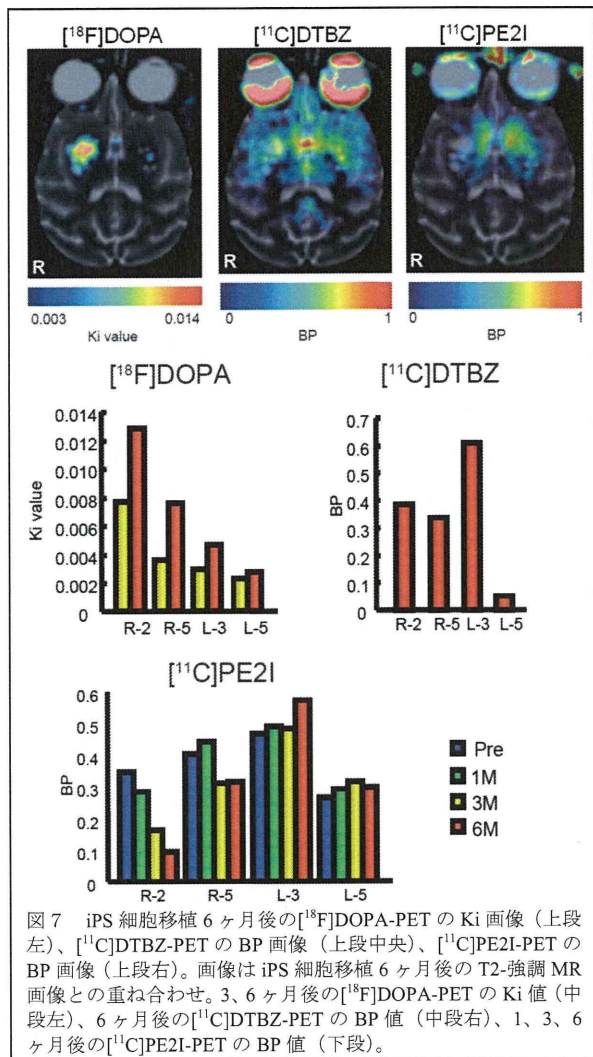 [¹⁸F]DOPA [¹¹C]DTBZ [¹¹C]PE2I
R R R
0.003 0.014 0 1 0 1
Ki value BP BP
[¹⁸F]DOPA
0.014
0.012
0.010
0.008
0.006
0.004
0.002
0
Ki value
R-2 R-5 L-3 L-5
[¹¹C]DTBZ
0.7
0.6
0.5
0.4
0.3
0.2
0.1
0
BP
R-2 R-5 L-3 L-5
[¹¹C]PE2I
0.6
0.5
0.4
0.3
0.2
0.1
0
BP
R-2 R-5 L-3 L-5
Pre
1M
3M
6M
図 7 iPS 細胞移植 6 ヶ月後の[¹⁸F]DOPA-PET の Ki 画像（上段
左）、[¹¹C]DTBZ-PET の BP 画像（上段中央）、[¹¹C]PE2I-PET の
BP 画像（上段右）。画像は iPS 細胞移植 6 ヶ月後の T2-強調 MR
画像との重ね合わせ。3、6 ヶ月後の[¹⁸F]DOPA-PET の Ki 値（中
段左）、6 ヶ月後の[¹¹C]DTBZ-PET の BP 値（中段右）、1、3、6
ヶ月後の[¹¹C]PE2I-PET の BP 値（下段）。